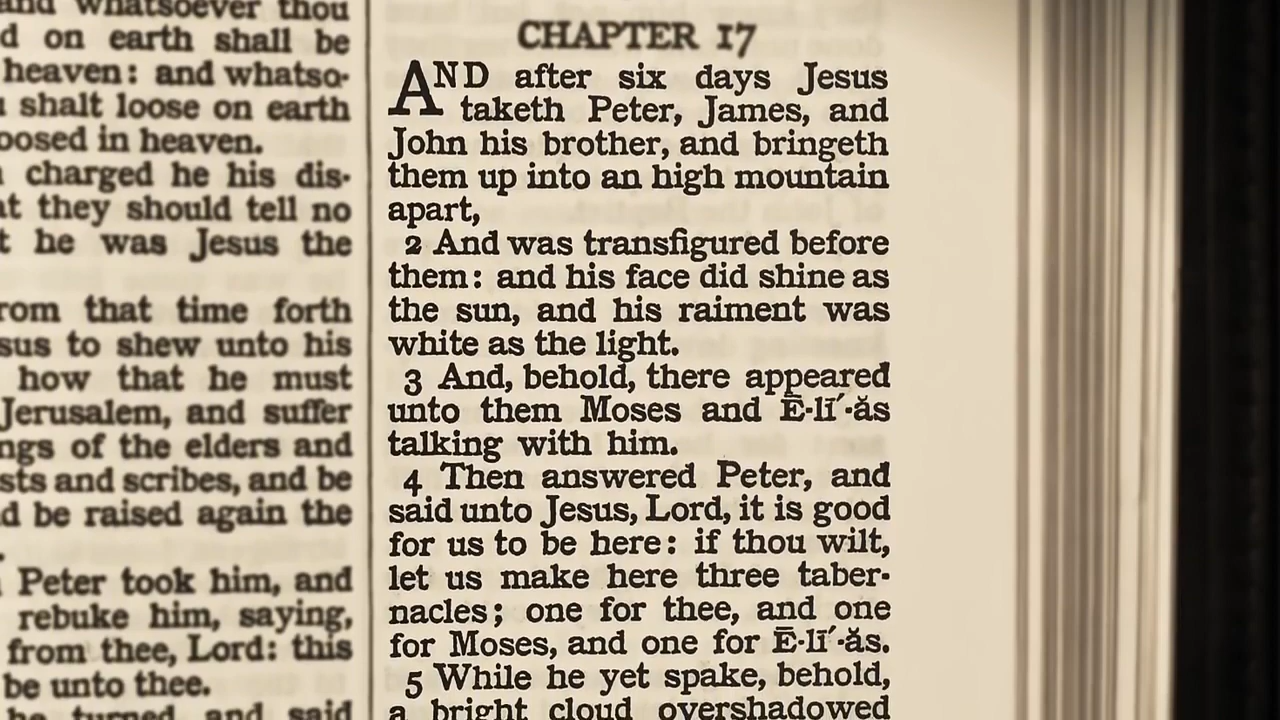 and whatsoever thou
on earth shall be
heaven: and whatso-
shalt loose on earth
in heaven.
charged he his dis-
they should tell no
he was Jesus the
that time forth
to shew unto his
how that he must
Jerusalem, and suffer
of the elders and
and scribes, and be
be raised again the
Peter took him, and
rebuke him, saying,
from thee, Lord: this
be unto thee.
he turned, and said
CHAPTER 17
AND after six days Jesus
taketh Peter, James, and
John his brother, and bringeth
them up into an high mountain
apart,
2 And was transfigured before
them: and his face did shine as
the sun, and his raiment was
white as the light.
3 And, behold, there appeared
unto them Moses and Ē·lī´·ăs
talking with him.
4 Then answered Peter, and
said unto Jesus, Lord, it is good
for us to be here: if thou wilt,
let us make here three taber-
nacles; one for thee, and one
for Moses, and one for Ē·lī´·ăs.
5 While he yet spake, behold,
a bright cloud overshadowed